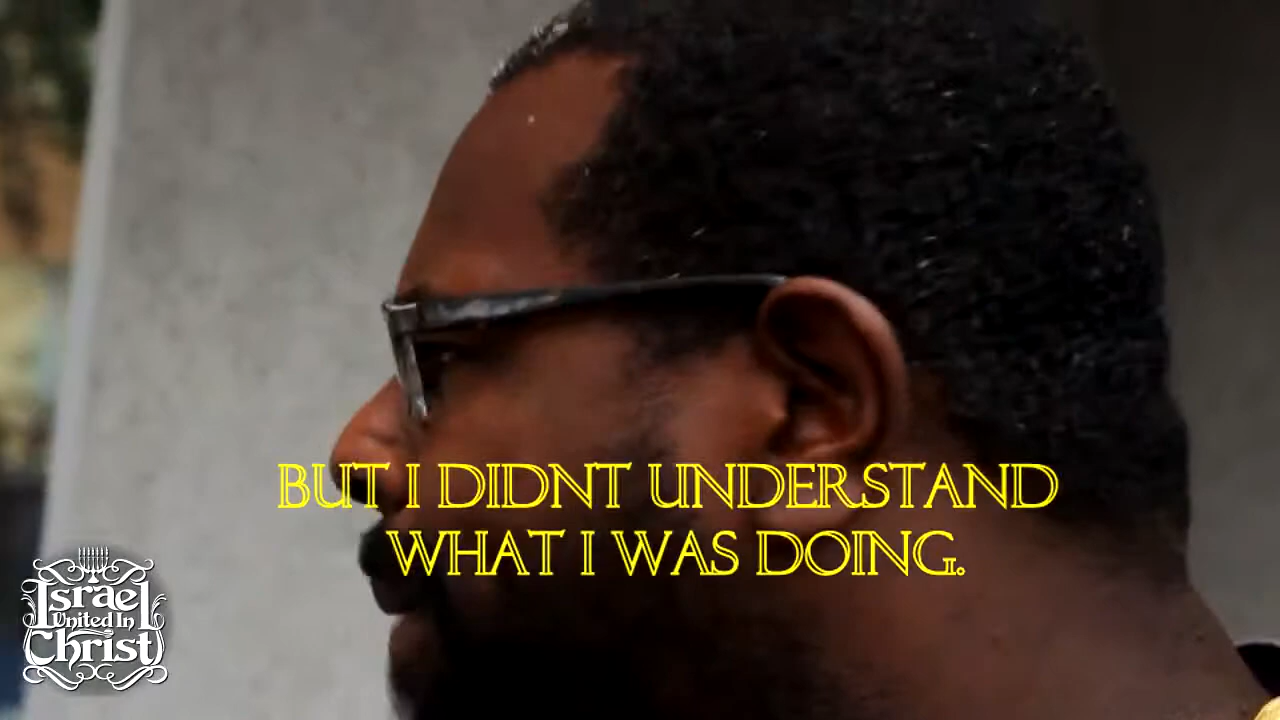 BUT I DIDNT UNDERSTAND
WHAT I WAS DOING.
Israel
United In
Christ